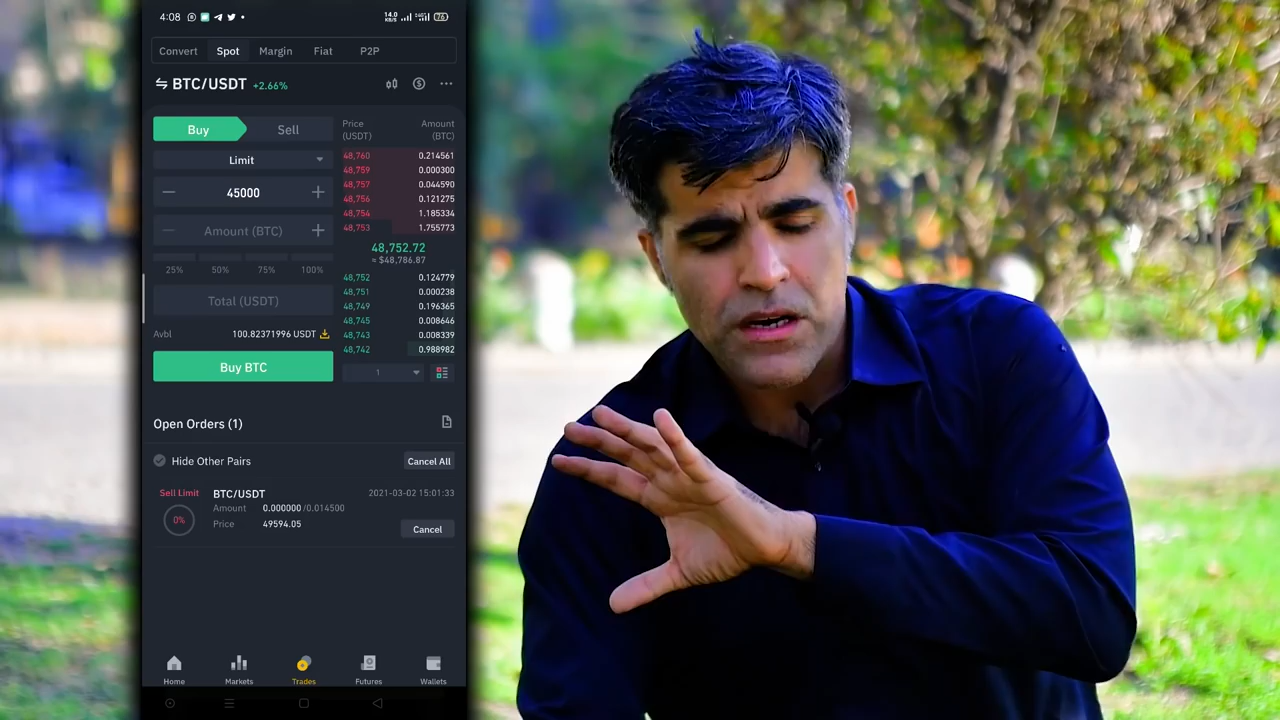 4:08
14.0
KB/S
76
Convert Spot Margin Fiat P2P
BTC/USDT +2.66%
Buy Sell
Limit
45000
Amount (BTC)
25% 50% 75% 100%
Total (USDT)
Avbl 100.82371996 USDT
Buy BTC
Price
(USDT)
Amount
(BTC)
48,760 0.214561
48,759 0.000300
48,757 0.044590
48,756 0.121275
48,754 1.185334
48,753 1.755773
48,752.72
≈ $48,786.87
48,752 0.124779
48,751 0.000238
48,749 0.196365
48,745 0.008646
48,743 0.008339
48,742 0.988982
1
Open Orders (1)
Hide Other Pairs Cancel All
Sell Limit BTC/USDT 2021-03-02 15:01:33
0% Amount 0.000000 /0.014500
Price 49594.05 Cancel
Home Markets Trades Futures Wallets